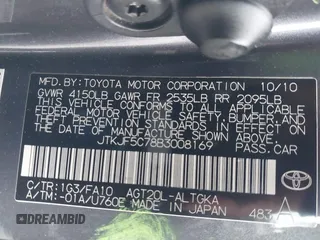 MFD.BY:TOYOTA MOTOR CORPORATION 10/10
GVWR 4150LB GAWR FR 2535LB RR 2095LB
THIS VEHICLE CONFORMS TO ALL APPLICABLE
FEDERAL MOTOR VEHICLE SAFETY, BUMPER, AND
THEFT PREVENTION STANDARDS IN EFFECT ON
THE DATE OF MANUFACTURE SHOWN ABOVE.
JTKJF5C78B3008169 PASS.CAR
C/TR:1G3/FA10 AGT20L-ALTGKA
A/TM:-01A/U760E MADE IN JAPAN 483 A
TOYOTA
DREAMBID